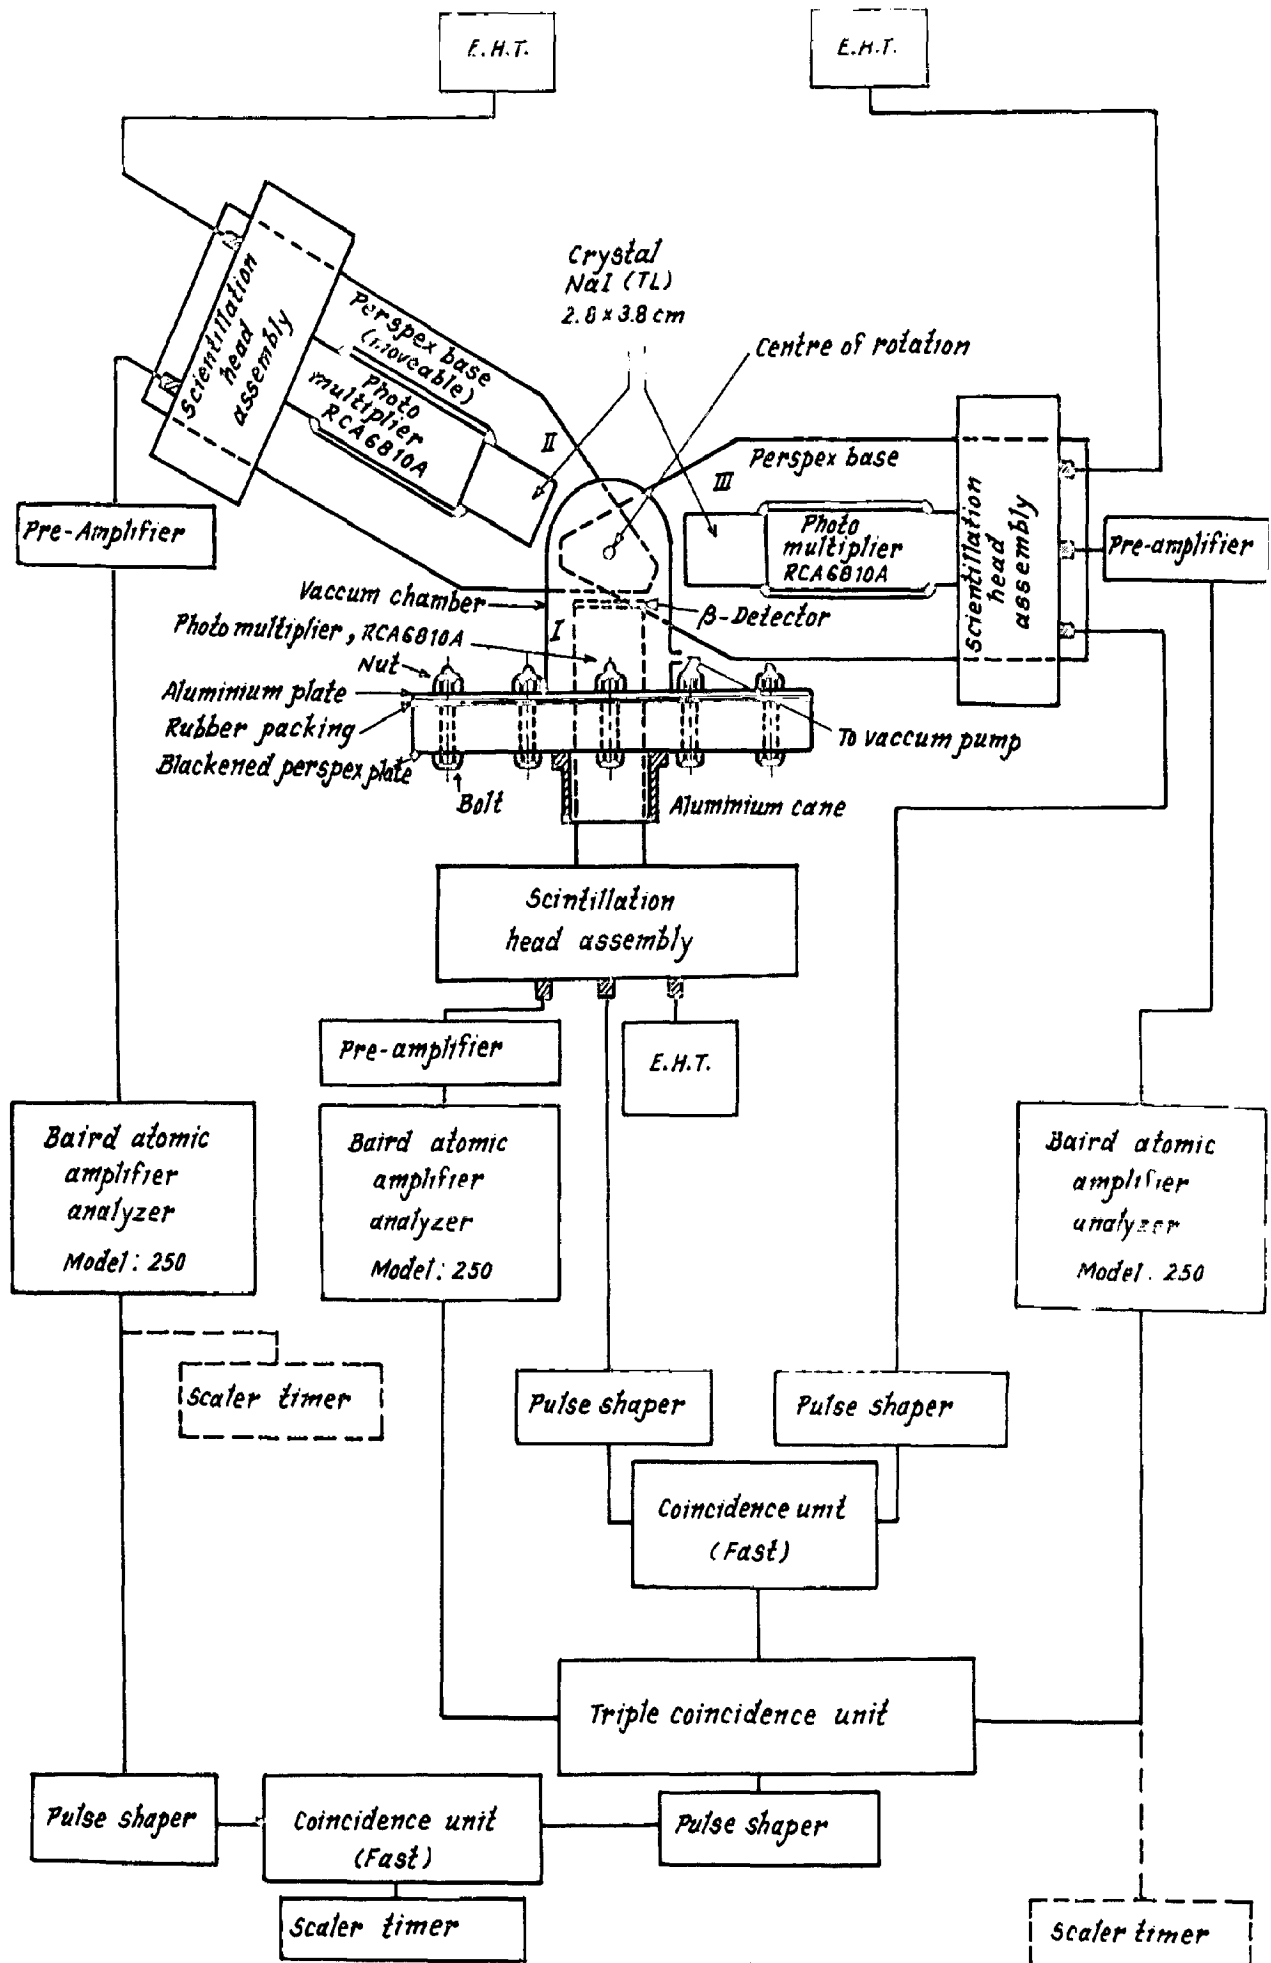 E.H.T.
E.H.T.
Crystal
NaI (TL)
2.8 × 3.8 cm
Centre of rotation
Scientillation
head
assembly
Perspex base
(moveable)
Photo
multiplier
RCA6810A
II
III
Perspex base
Photo
multiplier
RCA6810A
Scientillation
head
assembly
Pre-Amplifier
Pre-amplifier
Vaccum chamber
β-Detector
Photo multiplier, RCA6810A
I
Nut
Aluminium plate
Rubber packing
Blackened perspex plate
Bolt
To vaccum pump
Aluminium cane
Scintillation
head assembly
Pre-amplifier
E.H.T.
Baird atomic
amplifier
analyzer
Model: 250
Baird atomic
amplifier
analyzer
Model: 250
Baird atomic
amplifier
analyzer
Model. 250
Scaler timer
Pulse shaper
Pulse shaper
Coincidence unit
(Fast)
Triple coincidence unit
Pulse shaper
Coincidence unit
(Fast)
Pulse shaper
Scaler timer
Scaler timer